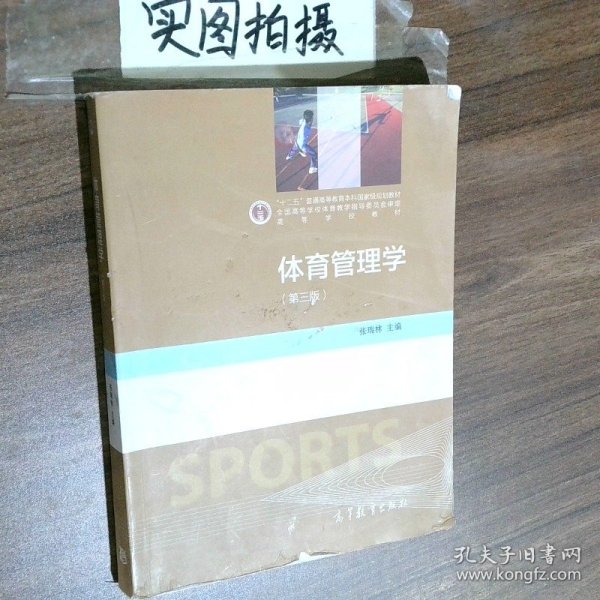 实图拍摄
"十二五"普通高等教育本科国家级规划教材
全国高等学校体育教学指导委员会审定
高等学校教材
体育管理学
(第三版)
张瑞林 主编
SPORTS
高等教育出版社
孔夫子旧书网
www.kongfz.com